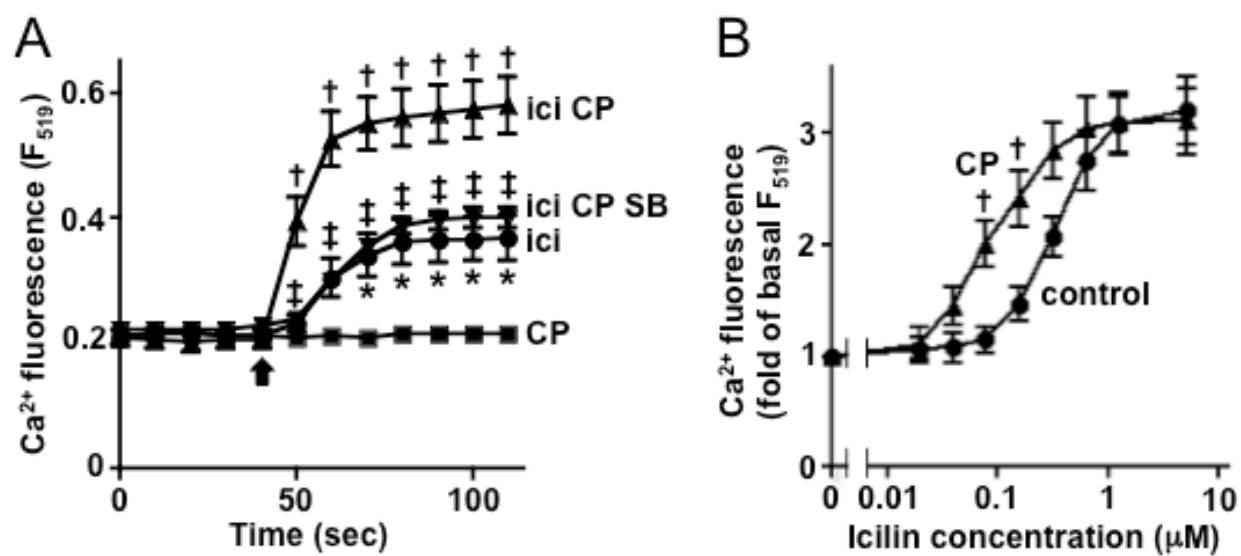 A
Ca²⁺ fluorescence (F₅₁₉)
0.6
0.4
0.2
0
† † † † † † †
ici CP
‡ ‡ ‡ ‡ ‡ ‡ ‡
ici CP SB
ici
* * * * *
CP
0 50 100
Time (sec)
B
Ca²⁺ fluorescence
(fold of basal F₅₁₉)
3
2
1
0
CP † †
control
0 0.01 0.1 1 10
Icilin concentration (μM)